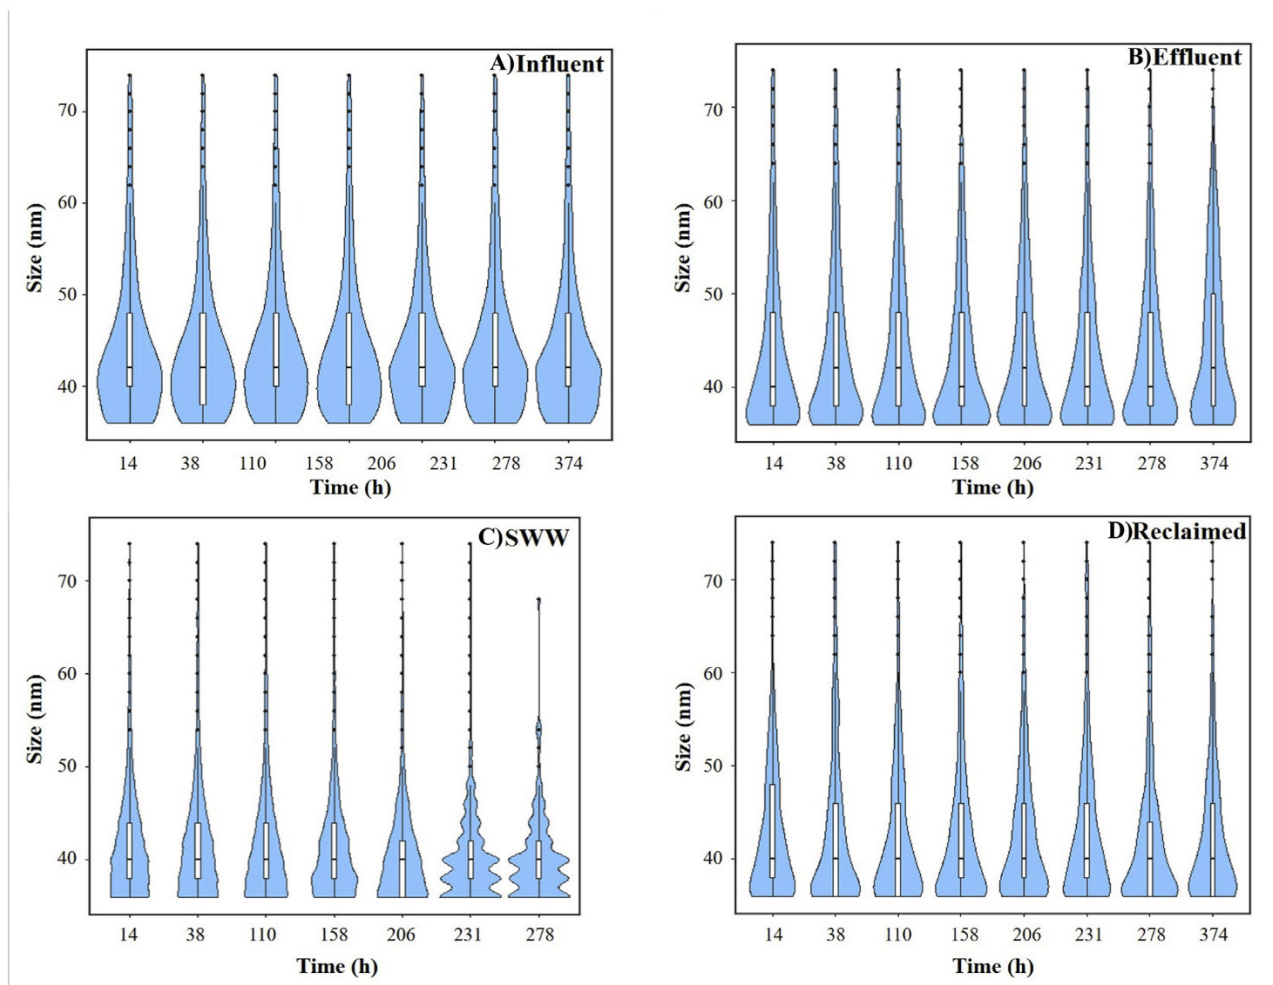 A)Influent
70
60
50
40
Size (nm)
14 38 110 158 206 231 278 374
Time (h)
B)Effluent
70
60
50
40
Size (nm)
14 38 110 158 206 231 278 374
Time (h)
C)SWW
70
60
50
40
Size (nm)
14 38 110 158 206 231 278
Time (h)
D)Reclaimed
70
60
50
40
Size (nm)
14 38 110 158 206 231 278 374
Time (h)